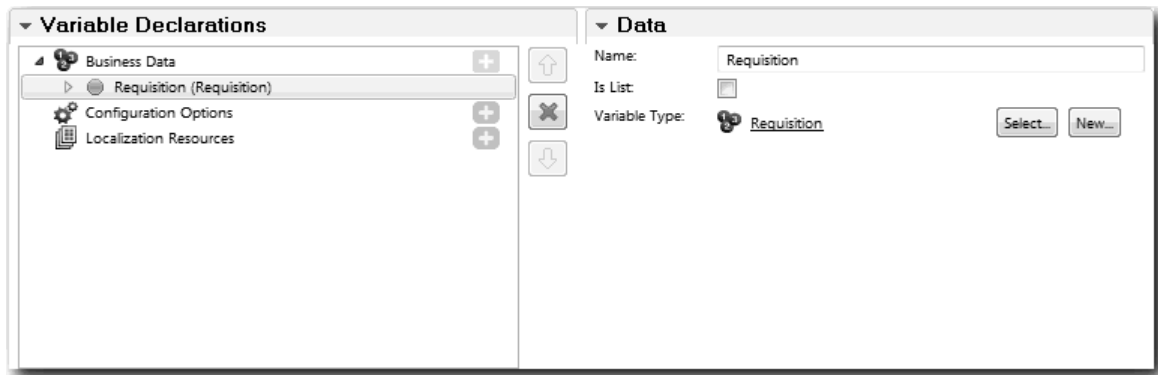 Variable Declarations
Business Data
Requisition (Requisition)
Configuration Options
Localization Resources
Data
Name: Requisition
Is List:
Variable Type: Requisition Select... New...